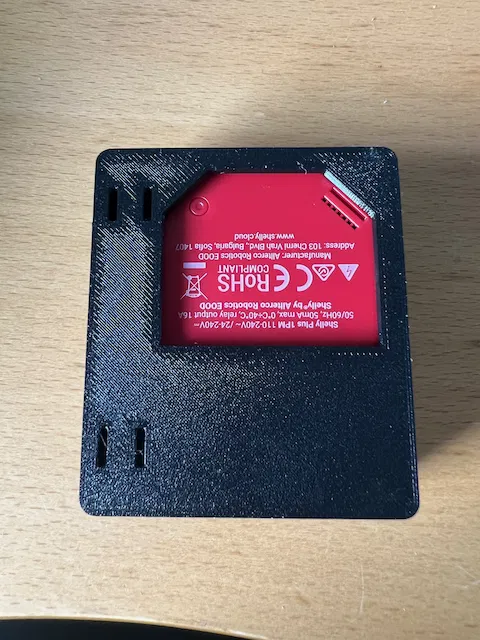 Shelly Plus 1PM 110-240V~ /24-240V⎓
50/60Hz, 50mA max, 0°C÷40°C, relay output 16A
Shelly® by Allterco Robotics EOOD
CE RoHS
COMPLIANT
Manufacturer: Allterco Robotics EOOD
Address: 103 Cherni Vrah Blvd., Bulgaria, Sofia 1407
www.shelly.cloud